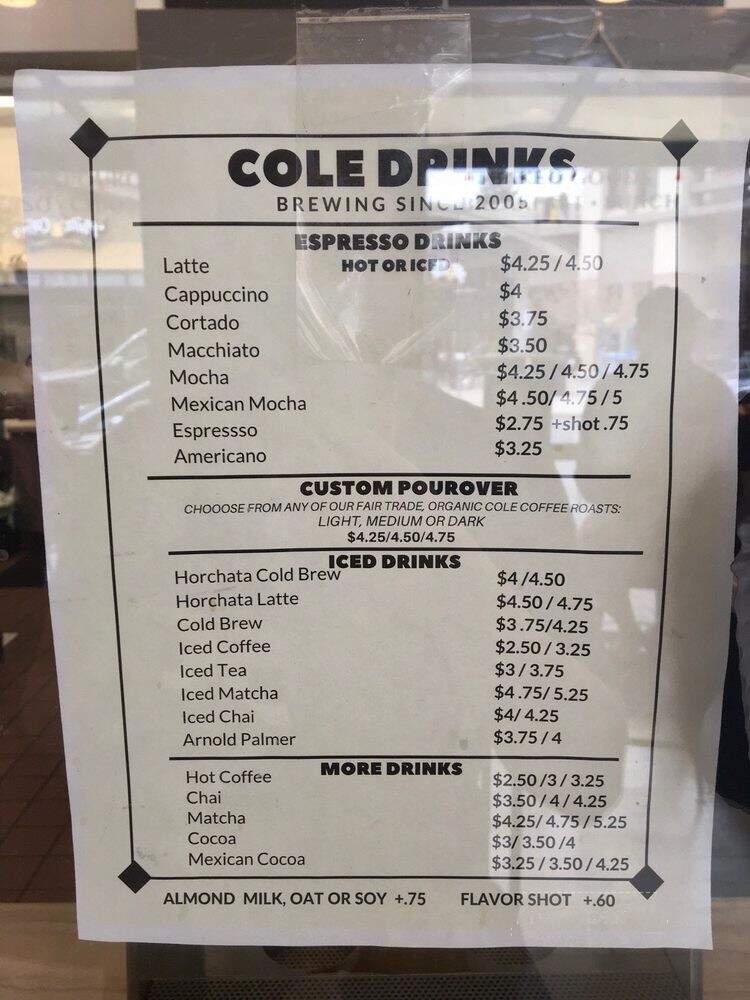 COLE DRINKS
BREWING SINCE 2005
ESPRESSO DRINKS
HOT OR ICED
Latte $4.25 / 4.50
Cappuccino $4
Cortado $3.75
Macchiato $3.50
Mocha $4.25 / 4.50 / 4.75
Mexican Mocha $4.50/ 4.75 / 5
Espressso $2.75 +shot .75
Americano $3.25
CUSTOM POUROVER
CHOOOSE FROM ANY OF OUR FAIR TRADE, ORGANIC COLE COFFEE ROASTS:
LIGHT, MEDIUM OR DARK
$4.25/4.50/4.75
ICED DRINKS
Horchata Cold Brew $4 /4.50
Horchata Latte $4.50 / 4.75
Cold Brew $3.75/4.25
Iced Coffee $2.50 / 3.25
Iced Tea $3 / 3.75
Iced Matcha $4.75/ 5.25
Iced Chai $4/ 4.25
Arnold Palmer $3.75 / 4
MORE DRINKS
Hot Coffee $2.50 /3 / 3.25
Chai $3.50 / 4 / 4.25
Matcha $4.25/ 4.75 / 5.25
Cocoa $3/ 3.50 /4
Mexican Cocoa $3.25 / 3.50 / 4.25
ALMOND MILK, OAT OR SOY +.75 FLAVOR SHOT +.60